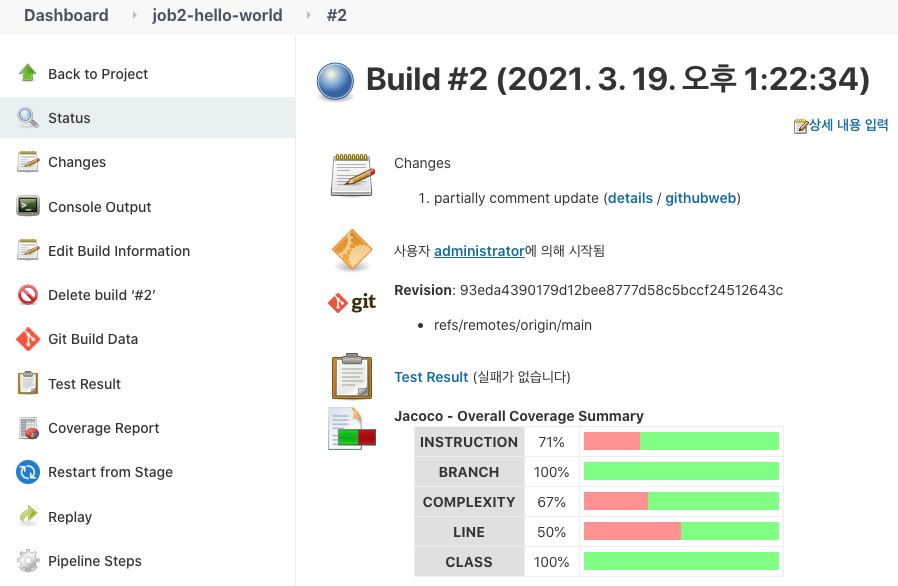 Dashboard job2-hello-world #2
Back to Project
Status
Changes
Console Output
Edit Build Information
Delete build ‘#2’
Git Build Data
Test Result
Coverage Report
Restart from Stage
Replay
Pipeline Steps
Build #2 (2021. 3. 19. 오후 1:22:34)
상세 내용 입력
Changes
1. partially comment update (details / githubweb)
사용자 administrator에 의해 시작됨
git
Revision: 93eda4390179d12bee8777d58c5bccf24512643c
• refs/remotes/origin/main
Test Result (실패가 없습니다)
Jacoco - Overall Coverage Summary
INSTRUCTION 71%
BRANCH 100%
COMPLEXITY 67%
LINE 50%
CLASS 100%